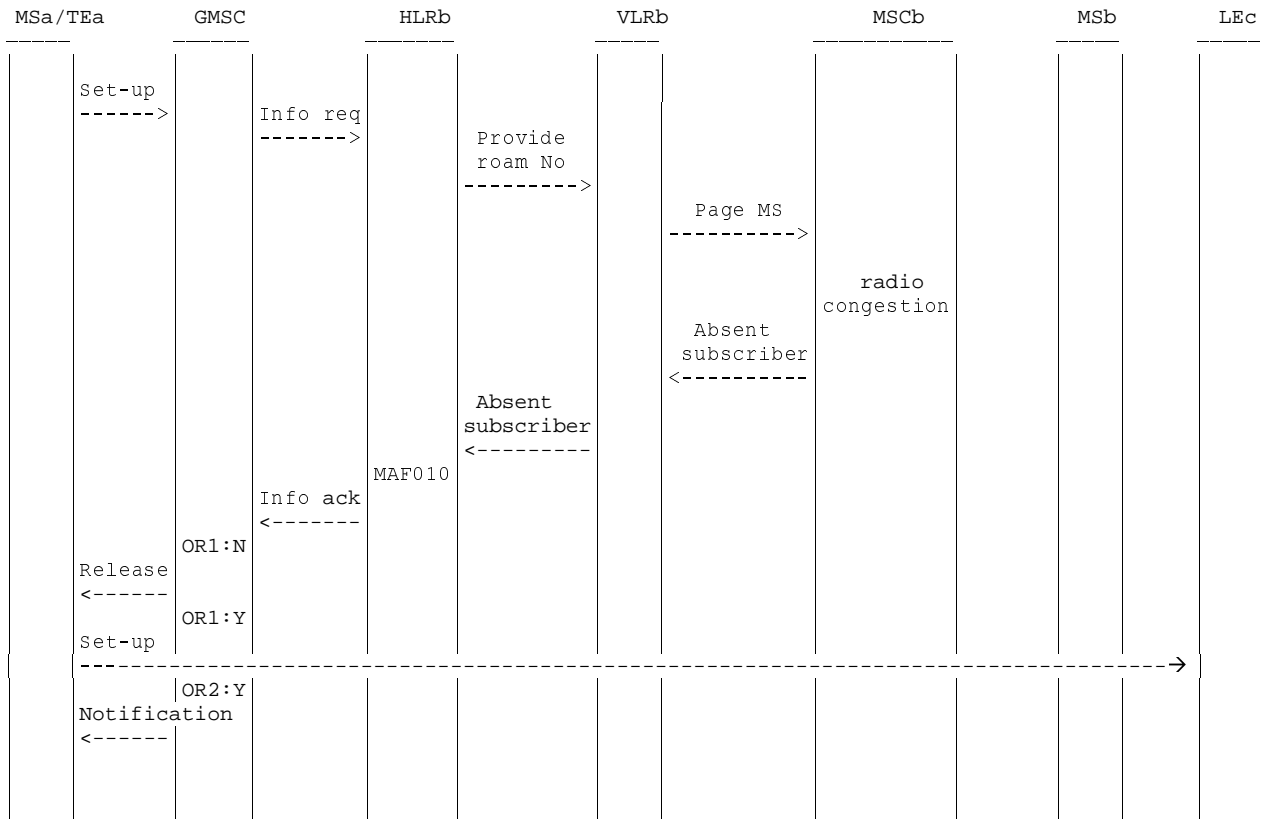 MSa/TEa GMSC HLRb VLRb MSCb MSb LEc
Set-up
------> Info req
-------> Provide
roam No
--------->
Page MS
---------->
radio
congestion
Absent
subscriber
<----------
Absent
subscriber
<---------
MAF010
Info ack
<-------
OR1:N
Release
<------
OR1:Y
Set-up
OR2:Y
Notification
<------